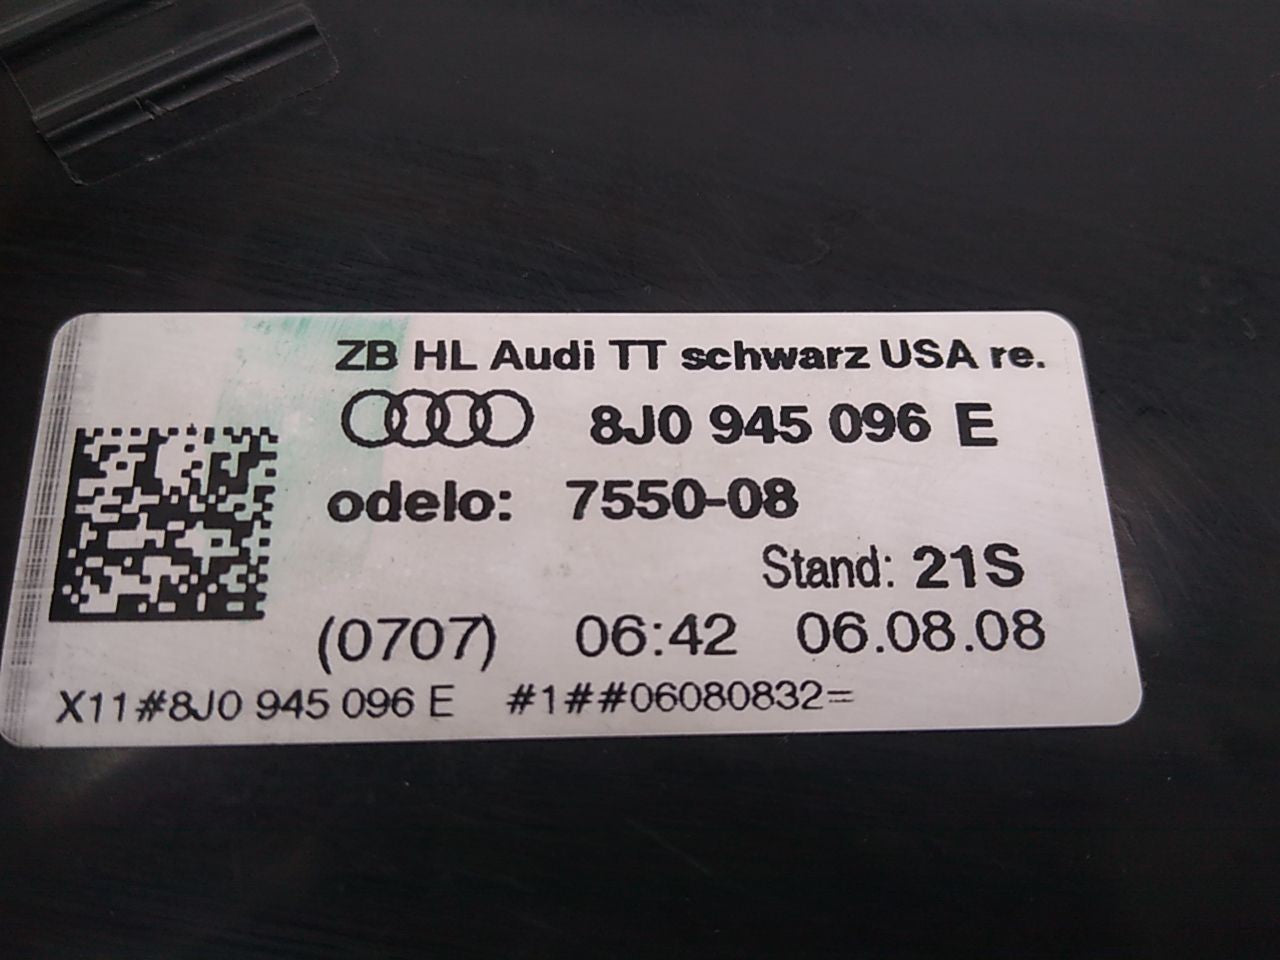 ZB HL Audi TT schwarz USA re.
8J0 945 096 E
odelo: 7550-08
Stand: 21S
(0707) 06:42 06.08.08
X11#8J0 945 096 E #1##06080832=